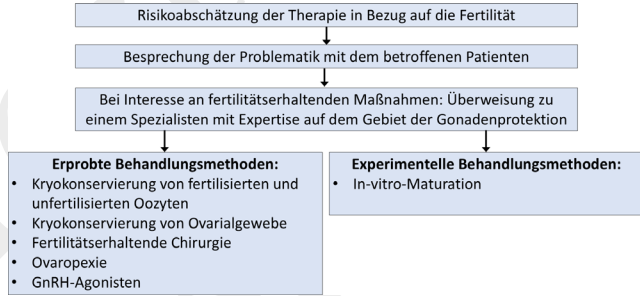 Risikoabschätzung der Therapie in Bezug auf die Fertilität
Besprechung der Problematik mit dem betroffenen Patienten
Bei Interesse an fertilitätserhaltenden Maßnahmen: Überweisung zu
einem Spezialisten mit Expertise auf dem Gebiet der Gonadenprotektion
Erprobte Behandlungsmethoden:
• Kryokonservierung von fertilisierten und
unfertilisierten Oozyten
• Kryokonservierung von Ovarialgewebe
• Fertilitätserhaltende Chirurgie
• Ovaropexie
• GnRH-Agonisten
Experimentelle Behandlungsmethoden:
• In-vitro-Maturation